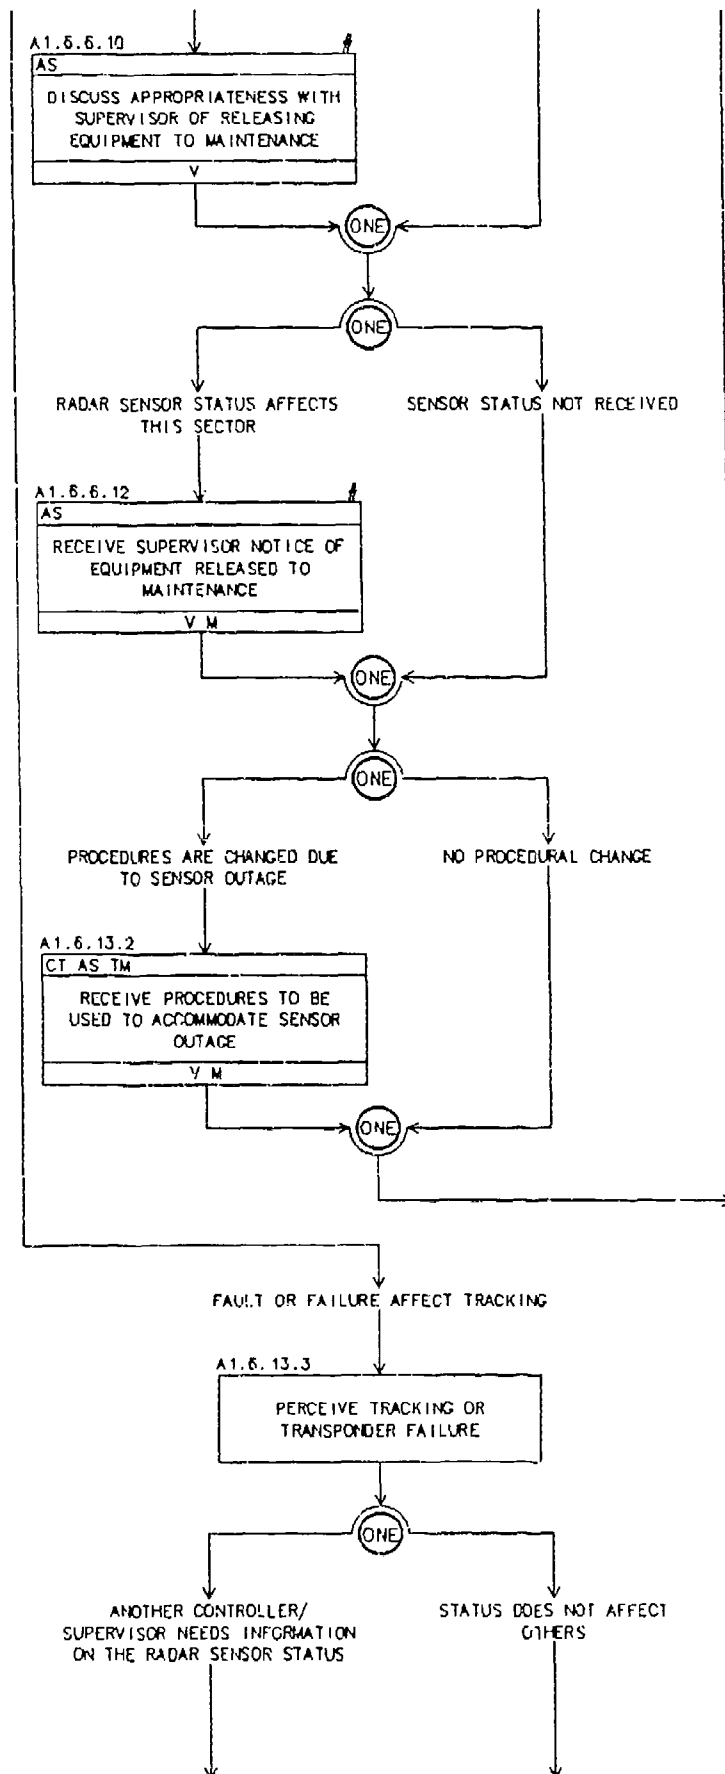 A1.6.6.10
AS
DISCUSS APPROPRIATENESS WITH
SUPERVISOR OF RELEASING
EQUIPMENT TO MAINTENANCE
V
ONE
ONE
RADAR SENSOR STATUS AFFECTS
THIS SECTOR
SENSOR STATUS NOT RECEIVED
A1.6.6.12
AS
RECEIVE SUPERVISOR NOTICE OF
EQUIPMENT RELEASED TO
MAINTENANCE
V M
ONE
ONE
PROCEDURES ARE CHANGED DUE
TO SENSOR OUTAGE
NO PROCEDURAL CHANGE
A1.6.13.2
CT AS TM
RECEIVE PROCEDURES TO BE
USED TO ACCOMMODATE SENSOR
OUTAGE
V M
ONE
FAULT OR FAILURE AFFECT TRACKING
A1.6.13.3
PERCEIVE TRACKING OR
TRANSPONDER FAILURE
ONE
ANOTHER CONTROLLER/
SUPERVISOR NEEDS INFORMATION
ON THE RADAR SENSOR STATUS
STATUS DOES NOT AFFECT
OTHERS